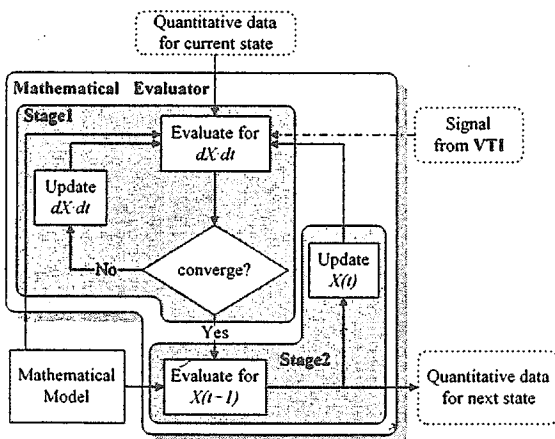 Quantitative data
for current state
Mathematical Evaluator
Stage1
Evaluate for
dX·dt
Signal
from VTI
Update
dX·dt
converge?
No
Update
X(t)
Yes
Stage2
Mathematical
Model
Evaluate for
X(t-1)
Quantitative data
for next state